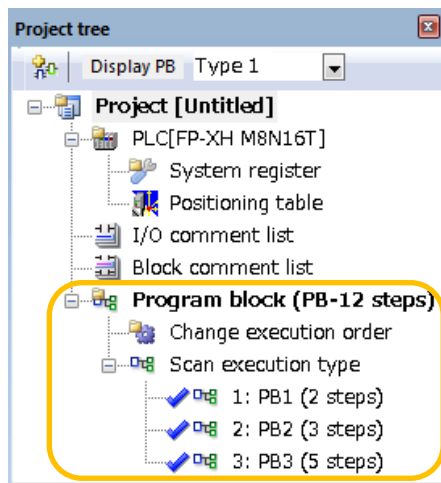 Project tree
Display PB Type 1
Project [Untitled]
PLC[FP-XH M8N16T]
System register
Positioning table
I/O comment list
Block comment list
Program block (PB-12 steps)
Change execution order
Scan execution type
1: PB1 (2 steps)
2: PB2 (3 steps)
3: PB3 (5 steps)